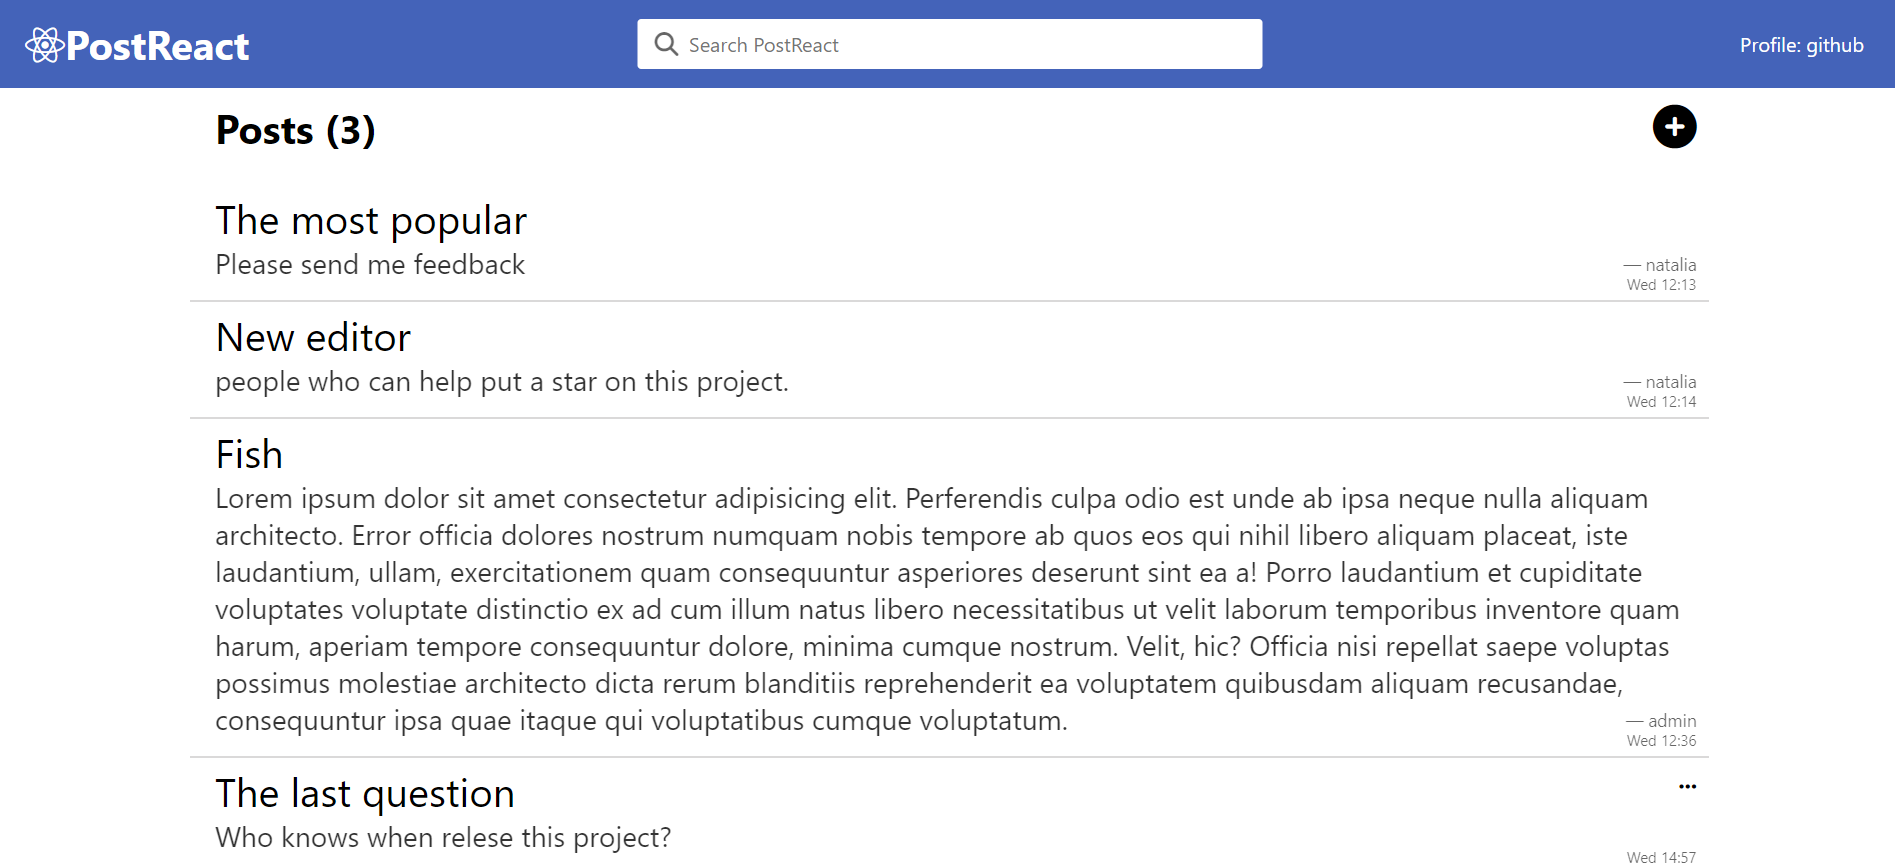 PostReact
Search PostReact
Profile: github
Posts (3)
The most popular
Please send me feedback
— natalia
Wed 12:13
New editor
people who can help put a star on this project.
— natalia
Wed 12:14
Fish
Lorem ipsum dolor sit amet consectetur adipisicing elit. Perferendis culpa odio est unde ab ipsa neque nulla aliquam
architecto. Error officia dolores nostrum numquam nobis tempore ab quos eos qui nihil libero aliquam placeat, iste
laudantium, ullam, exercitationem quam consequuntur asperiores deserunt sint ea a! Porro laudantium et cupiditate
voluptates voluptate distinctio ex ad cum illum natus libero necessitatibus ut velit laborum temporibus inventore quam
harum, aperiam tempore consequuntur dolore, minima cumque nostrum. Velit, hic? Officia nisi repellat saepe voluptas
possimus molestiae architecto dicta rerum blanditiis reprehenderit ea voluptatem quibusdam aliquam recusandae,
consequuntur ipsa quae itaque qui voluptatibus cumque voluptatum.
— admin
Wed 12:36
The last question
Who knows when relese this project?
Wed 14:57